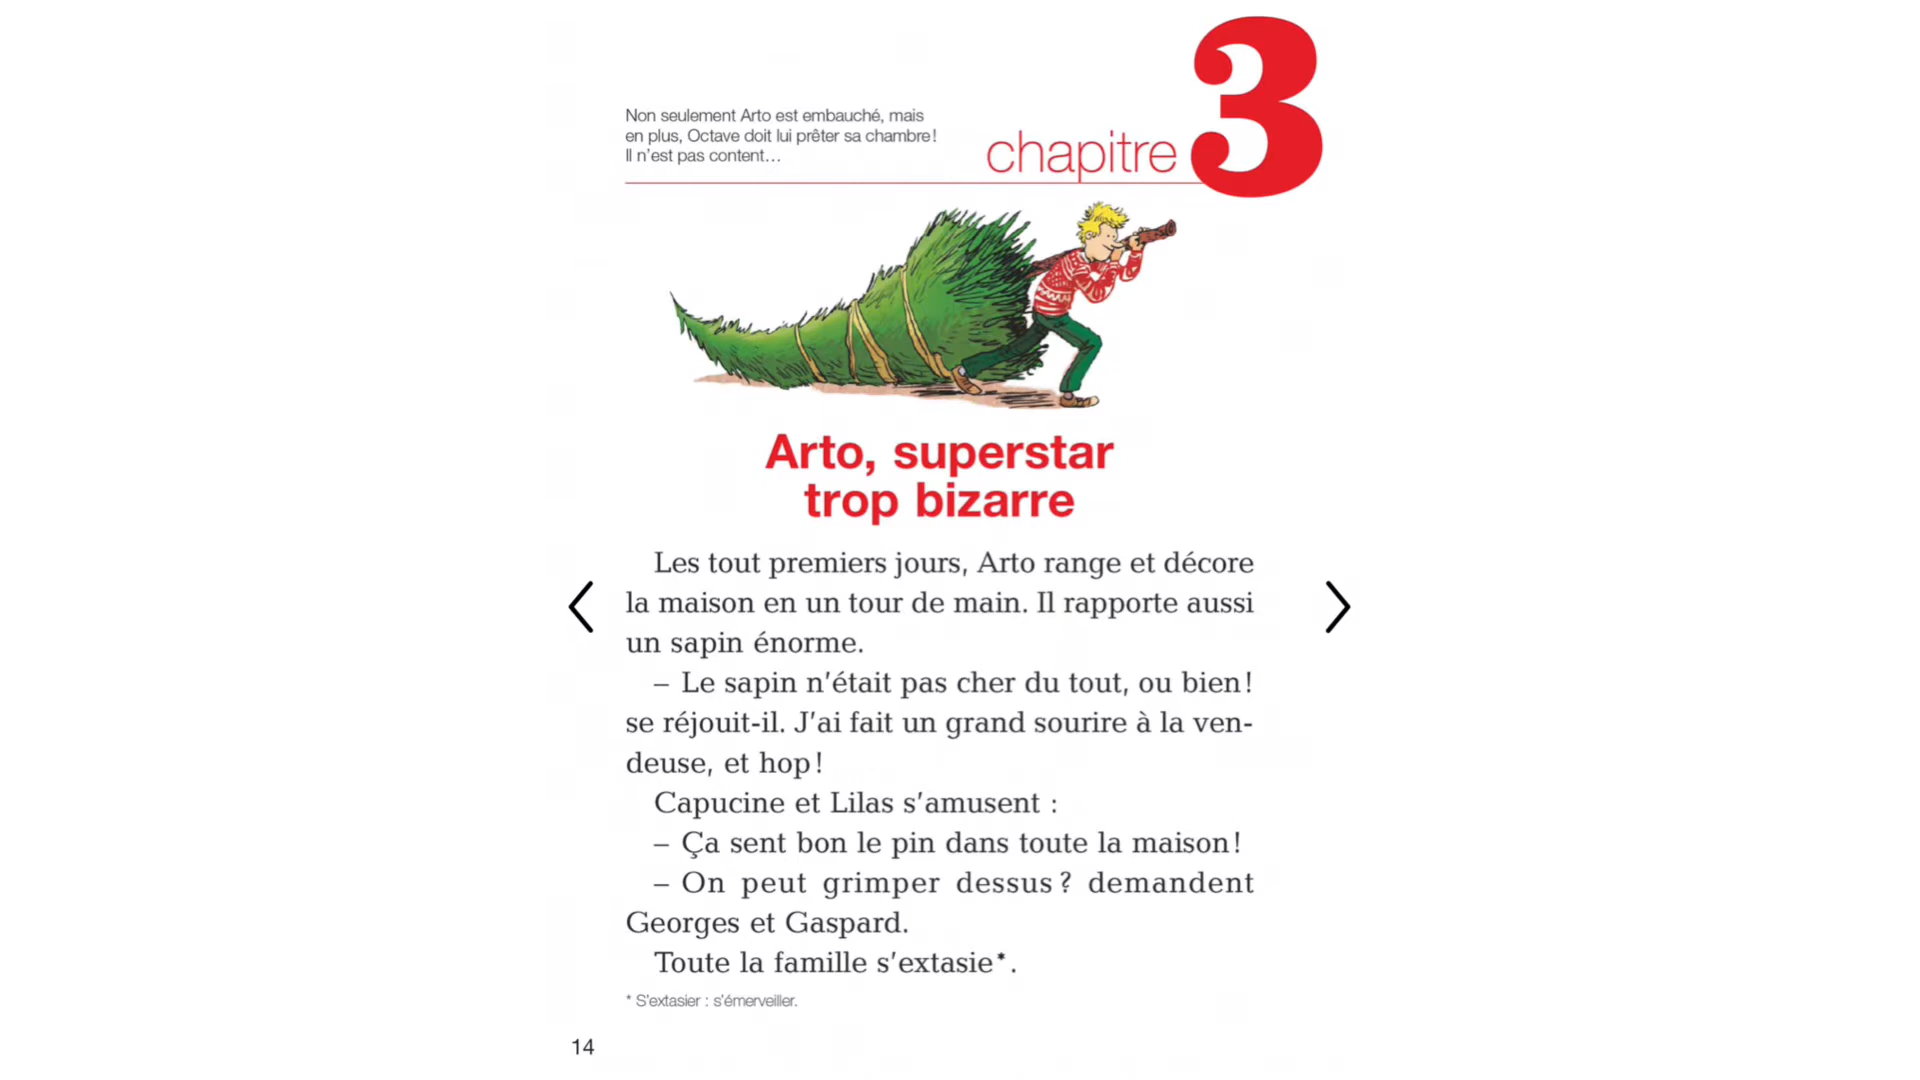 Non seulement Arto est embauché, mais
en plus, Octave doit lui prêter sa chambre !
Il n’est pas content…
chapitre 3
Arto, superstar
trop bizarre
Les tout premiers jours, Arto range et décore
la maison en un tour de main. Il rapporte aussi
un sapin énorme.
– Le sapin n’était pas cher du tout, ou bien !
se réjouit-il. J’ai fait un grand sourire à la ven-
deuse, et hop !
Capucine et Lilas s’amusent :
– Ça sent bon le pin dans toute la maison !
– On peut grimper dessus ? demandent
Georges et Gaspard.
Toute la famille s’extasie*.
* S’extasier : s’émerveiller.
14